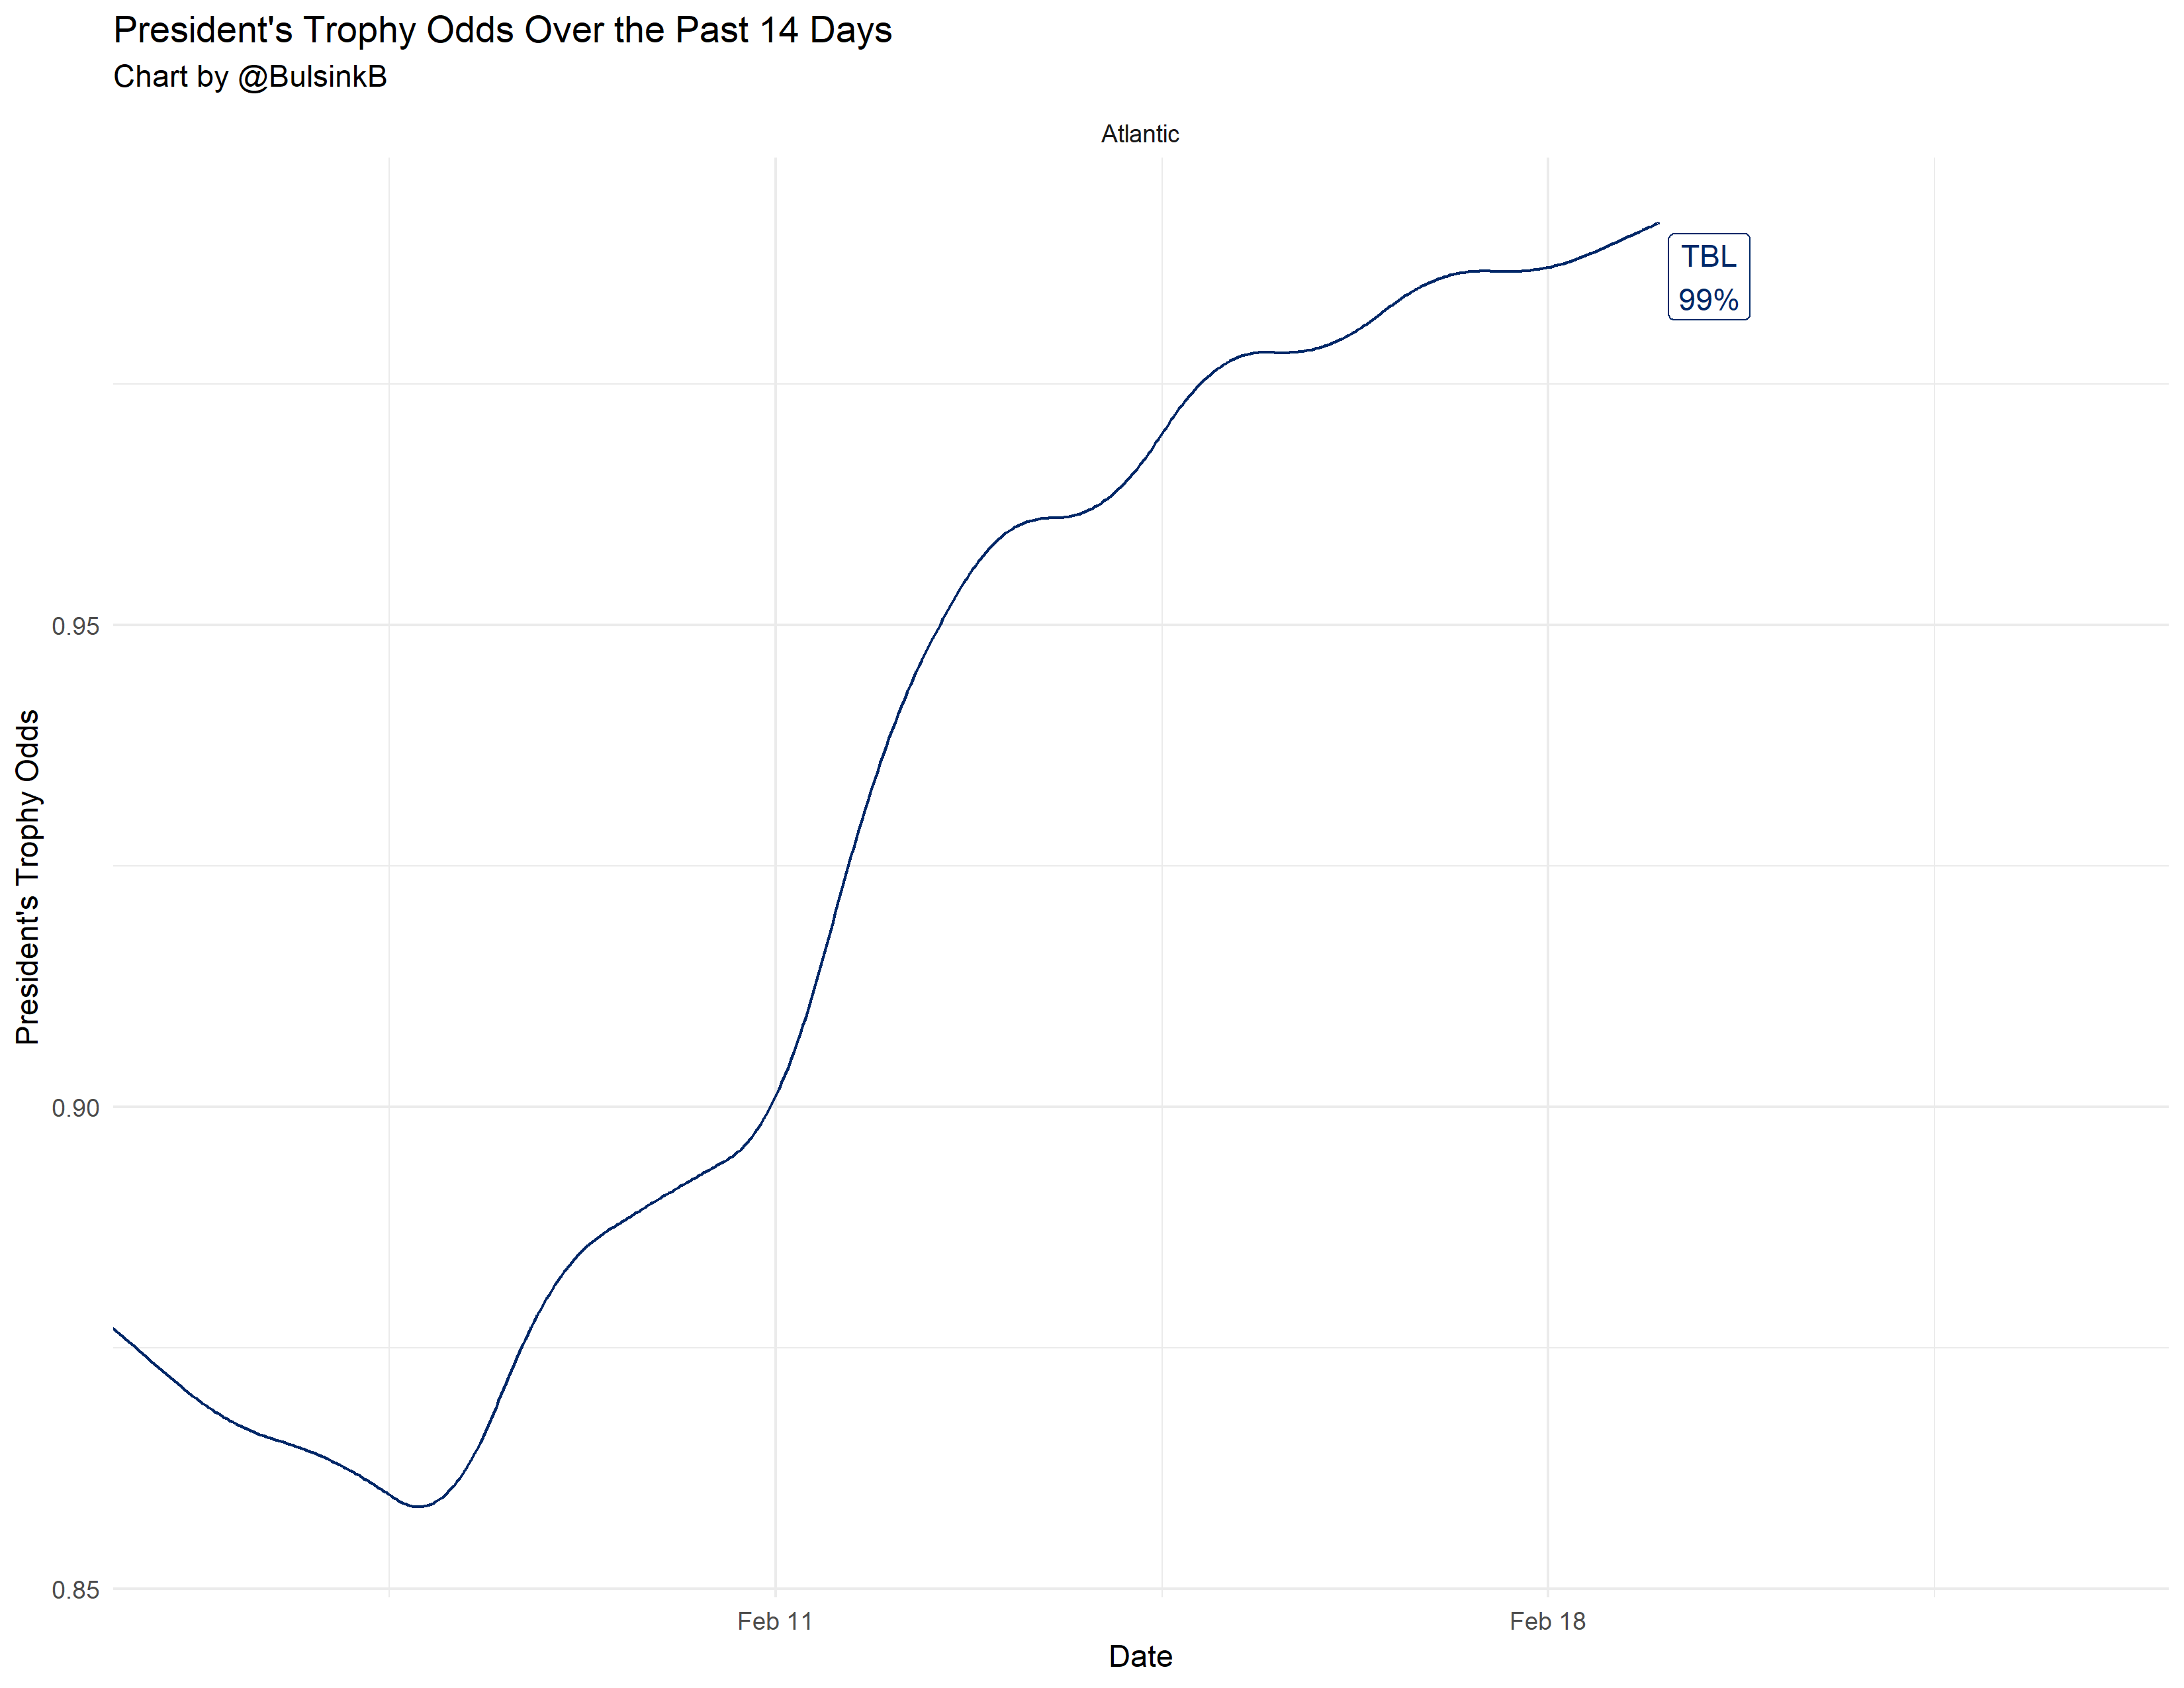 President's Trophy Odds Over the Past 14 Days
Chart by @BulsinkB
Atlantic
TBL
99%
0.95
0.90
0.85
President's Trophy Odds
Feb 11
Feb 18
Date